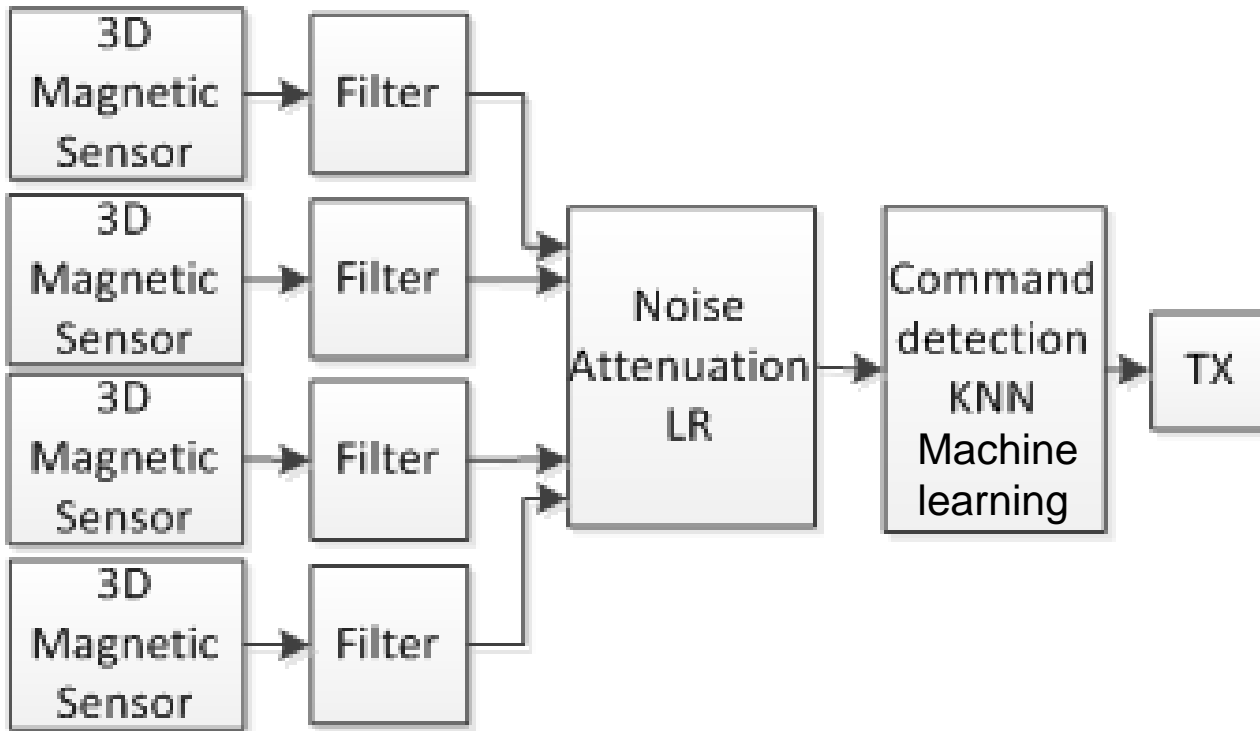 3D
Magnetic
Sensor
Filter
3D
Magnetic
Sensor
Filter
3D
Magnetic
Sensor
Filter
3D
Magnetic
Sensor
Filter
Noise
Attenuation
LR
Command
detection
KNN
Machine
learning
TX